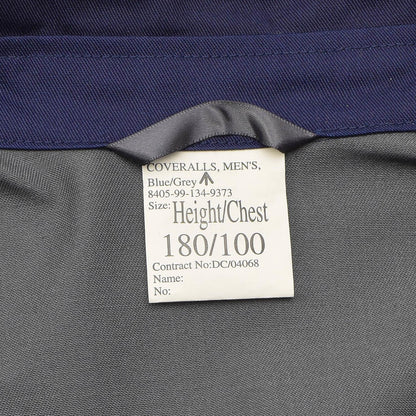 COVERALLS, MEN'S,
Blue/Grey
8405-99-134-9373
Size: Height/Chest
180/100
Contract No:DC/04068
Name:
No: